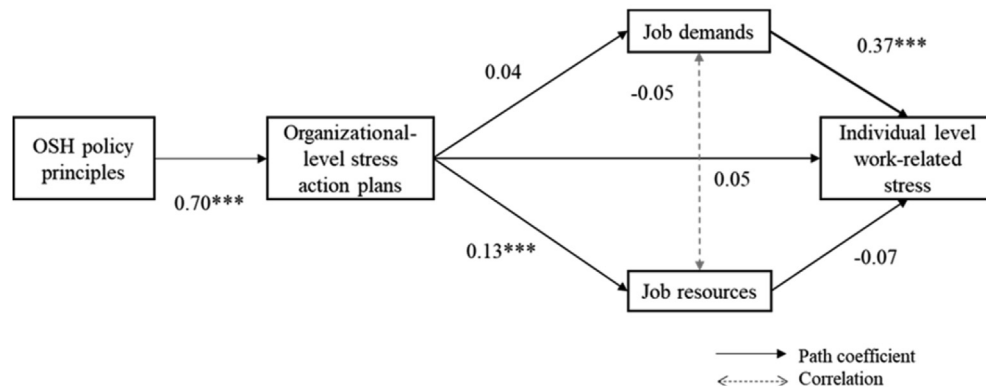 Job demands
0.37***
0.04
-0.05
OSH policy
principles
Organizational-
level stress
action plans
Individual level
work-related
stress
0.70***
0.05
0.13***
-0.07
Job resources
Path coefficient
Correlation